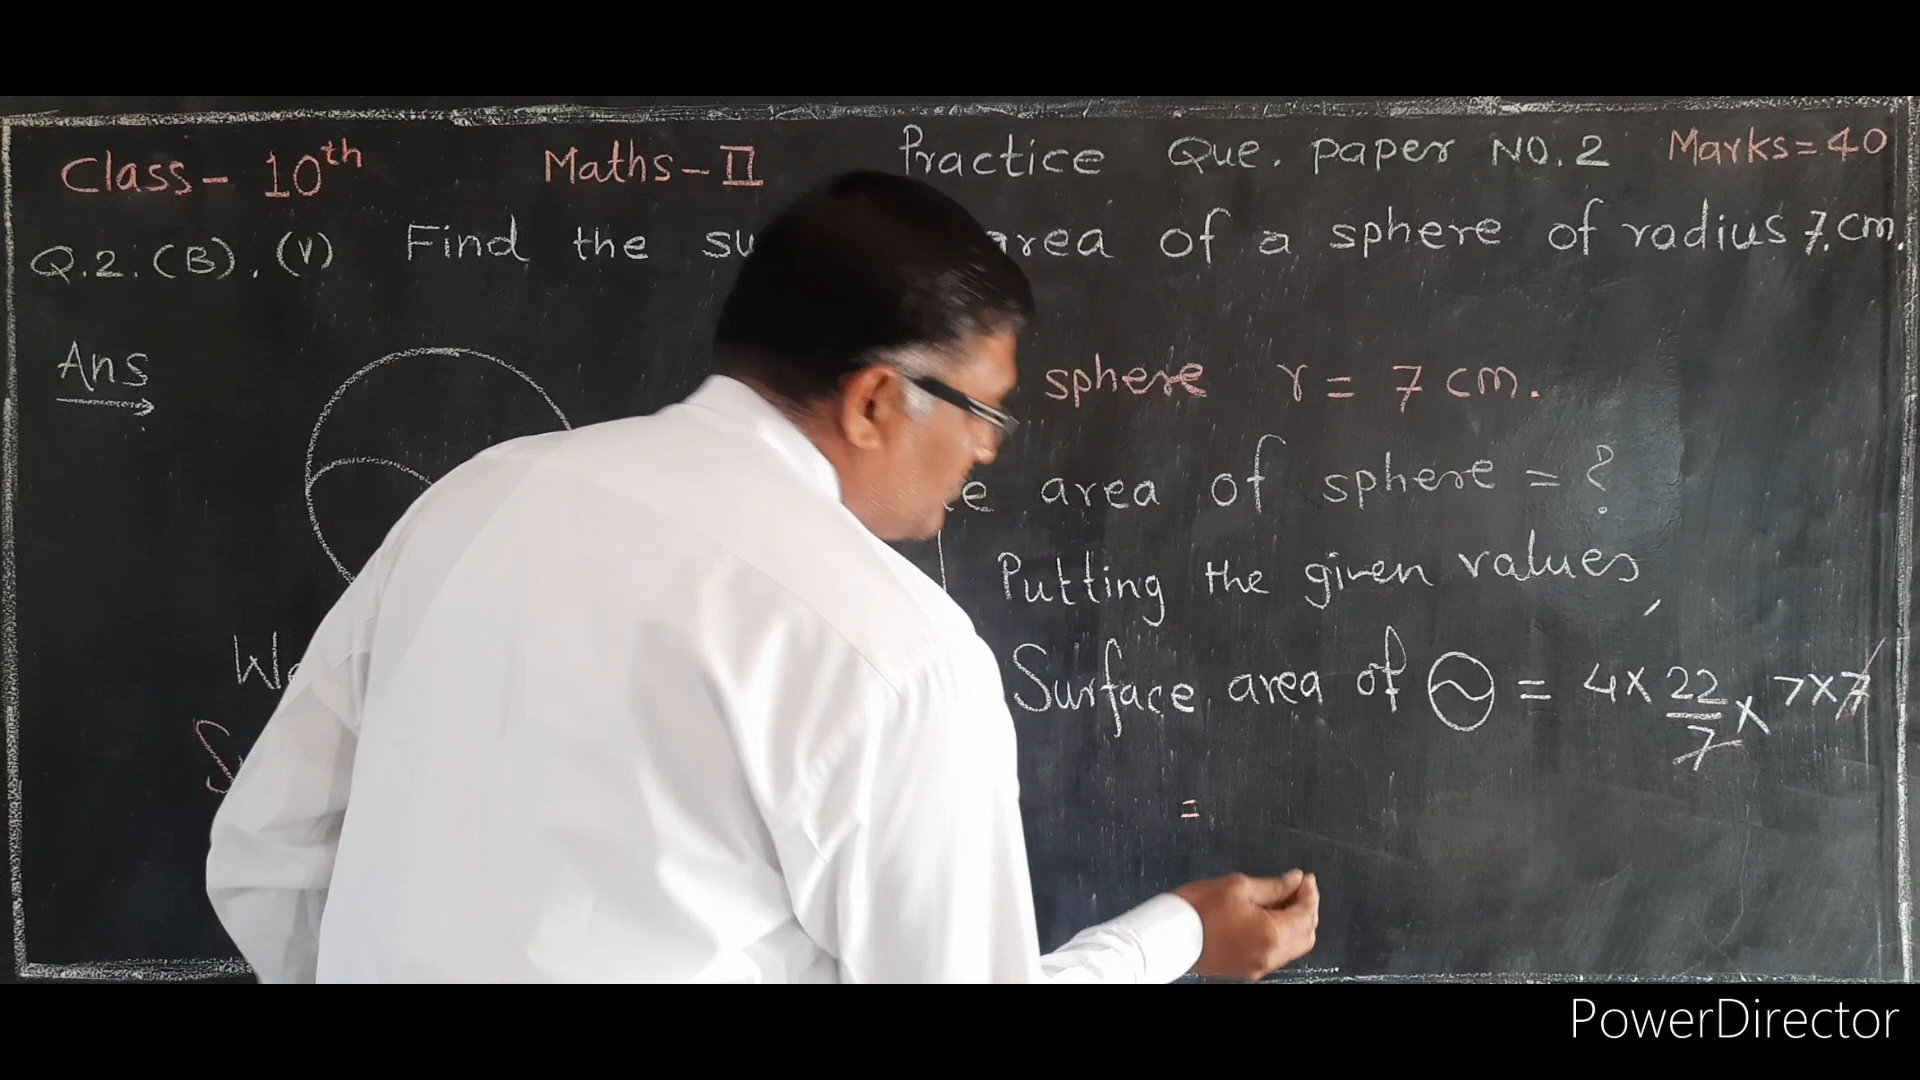 Class- 10th Maths-II Practice Que. paper NO.2 Marks=40
Q.2.(B).(V) Find the area of a sphere of radius 7.cm.
Ans sphere r = 7 cm.
area of sphere = ?
Putting the given values,
Surface area of = 4× 22/7 × 7×7
=
PowerDirector